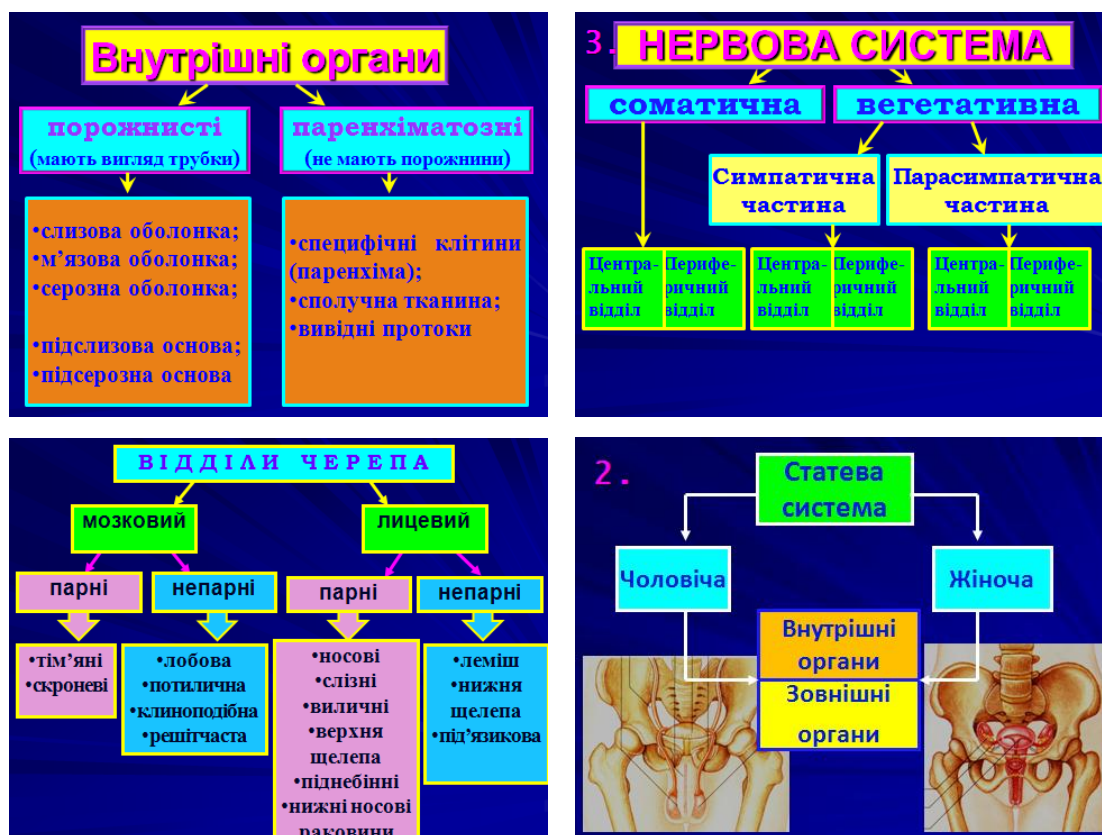 Внутрішні органи
порожнисті
(мають вигляд трубки)
паренхіматозні
(не мають порожнини)
•слизова оболонка;
•м’язова оболонка;
•серозна оболонка;
•підслизова основа;
•підсерозна основа
•специфічні клітини
(паренхіма);
•сполучна тканина;
•вивідні протоки
3.
НЕРВОВА СИСТЕМА
соматична
вегетативна
Симпатична
частина
Парасимпатична
частина
Центра-
льний
відділ
Перифе-
ричний
відділ
Центра-
льний
відділ
Перифе-
ричний
відділ
Центра-
льний
відділ
Перифе-
ричний
відділ
ВІДДІЛИ ЧЕРЕПА
мозковий
лицевий
парні
непарні
парні
непарні
•тім’яні
•скроневі
•лобова
•потилична
•клиноподібна
•решітчаста
•носові
•слізні
•виличні
•верхня
щелепа
•піднебінні
•нижні носові
раковини
•леміш
•нижня
щелепа
•під’язикова
2.
Статева
система
Чоловіча
Жіноча
Внутрішні
органи
Зовнішні
органи